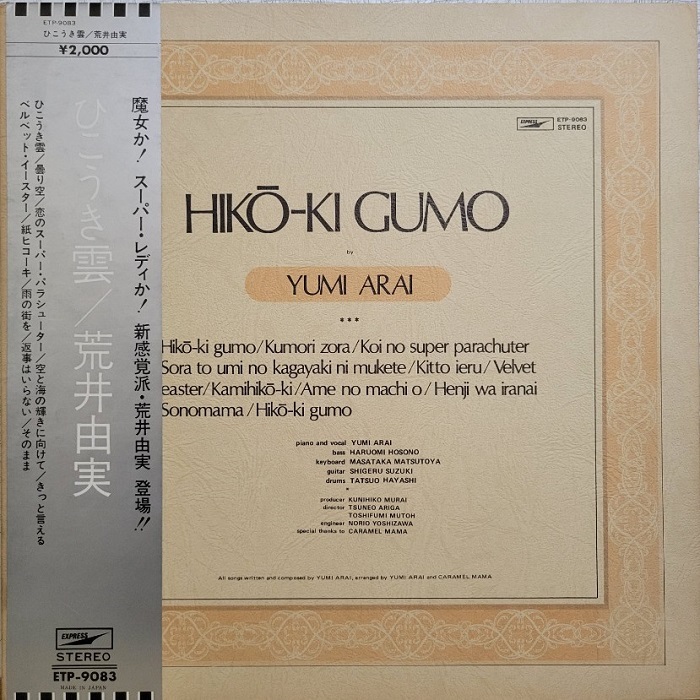 ETP-9083
ひこうき雲/荒井由実
¥2,000
魔女か! スーパー・レディか! 新感覚派・荒井由実 登場!!
ひこうき雲/荒井由実
ひこうき雲/曇り空/恋のスーパー・パラシューター/空と海の輝きに向けて/きっと言える
ベルベット・イースター/紙ヒコーキ/雨の街を/返事はいらない/そのまま
EXPRESS
STEREO
ETP-9083
MADE IN JAPAN
EXPRESS
ETP-9083
STEREO
HIKŌ-KI GUMO
by
YUMI ARAI
***
Hikō-ki gumo/Kumori zora/Koi no super parachuter
Sora to umi no kagayaki ni mukete/Kitto ieru/Velvet
easter/Kamihikō-ki/Ame no machi o/Henji wa iranai
Sonomama/Hikō-ki gumo
piano and vocal YUMI ARAI
bass HARUOMI HOSONO
keyboard MASATAKA MATSUTOYA
guitar SHIGERU SUZUKI
drums TATSUO HAYASHI
*
producer KUNIHIKO MURAI
director TSUNEO ARIGA
TOSHIFUMI MUTOH
engineer NORIO YOSHIZAWA
special thanks to CARAMEL MAMA
All songs written and composed by YUMI ARAI, arranged by YUMI ARAI and CARAMEL MAMA